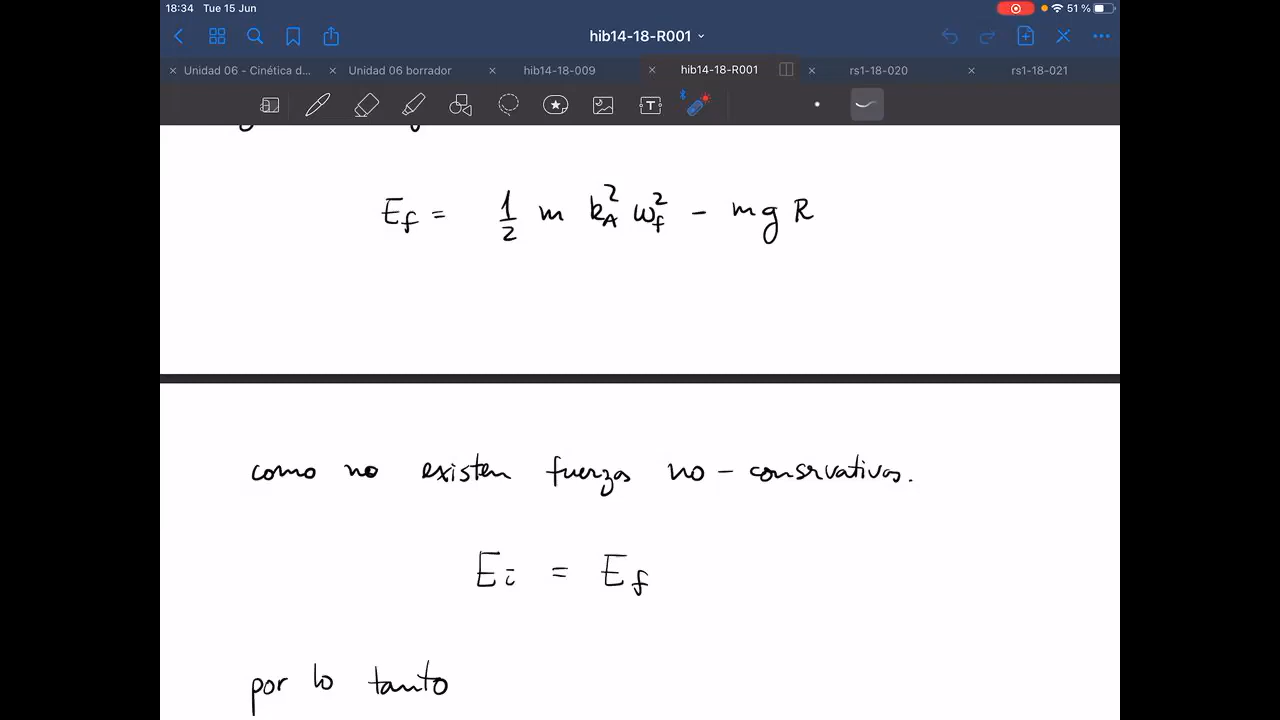 18:34 Tue 15 Jun
51 %
hib14-18-R001
Unidad 06 - Cinética d...
Unidad 06 borrador
hib14-18-009
hib14-18-R001
rs1-18-020
rs1-18-021
T
E_f = 1/2 m k_A^2 ω_f^2 - m g R
como no existen fuerzas no - conservativas.
E_i = E_f
por lo tanto